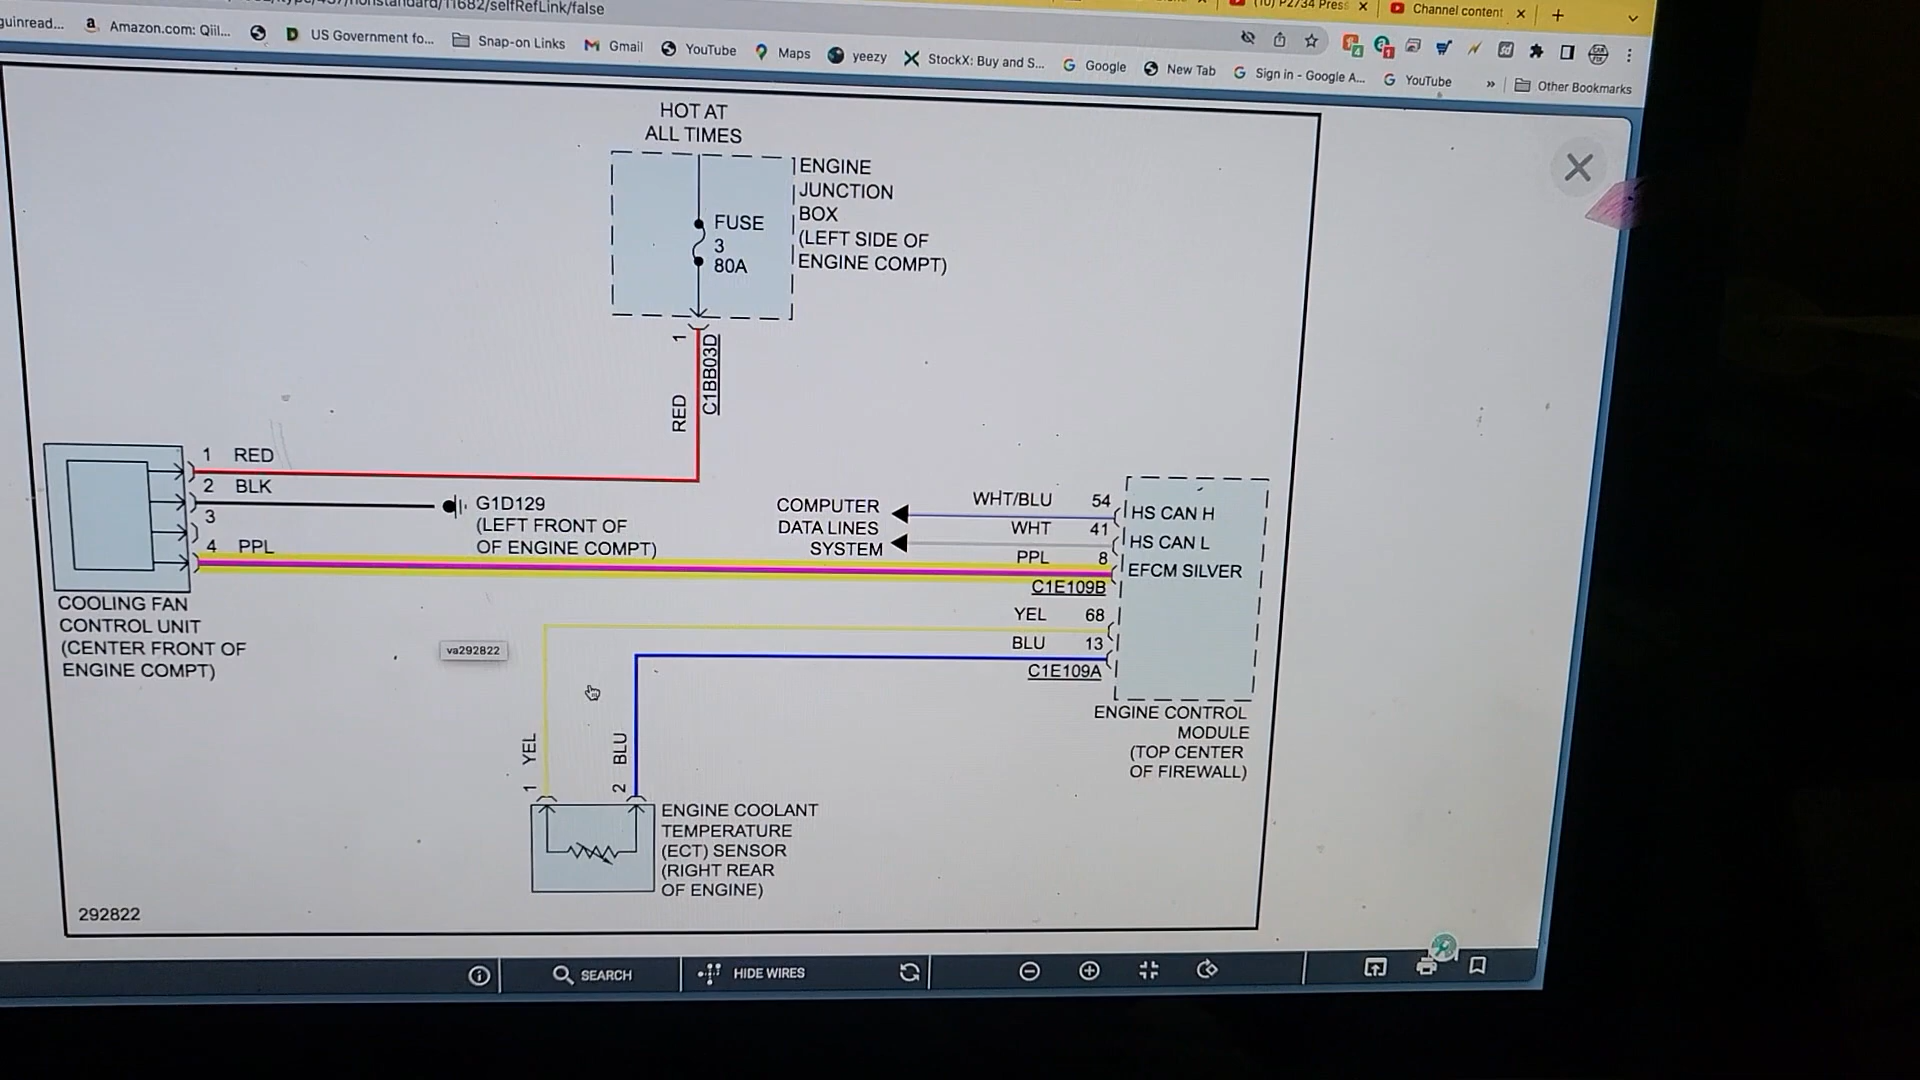 11682/selfRefLink/false
P2734 Press
Channel content
guinread...
Amazon.com: Qiil...
US Government fo...
Snap-on Links
Gmail
YouTube
Maps
yeezy
StockX: Buy and S...
Google
New Tab
Sign in - Google A...
YouTube
»
Other Bookmarks
HOT AT
ALL TIMES
FUSE
3
80A
ENGINE
JUNCTION
BOX
(LEFT SIDE OF
ENGINE COMPT)
1
C1BB03D
RED
1 RED
2 BLK
3
4 PPL
G1D129
(LEFT FRONT OF
OF ENGINE COMPT)
COOLING FAN
CONTROL UNIT
(CENTER FRONT OF
ENGINE COMPT)
COMPUTER
DATA LINES
SYSTEM
WHT/BLU 54
WHT 41
PPL 8
C1E109B
YEL 68
BLU 13
C1E109A
HS CAN H
HS CAN L
EFCM SILVER
ENGINE CONTROL
MODULE
(TOP CENTER
OF FIREWALL)
va292822
YEL
1
BLU
2
ENGINE COOLANT
TEMPERATURE
(ECT) SENSOR
(RIGHT REAR
OF ENGINE)
292822
SEARCH
HIDE WIRES